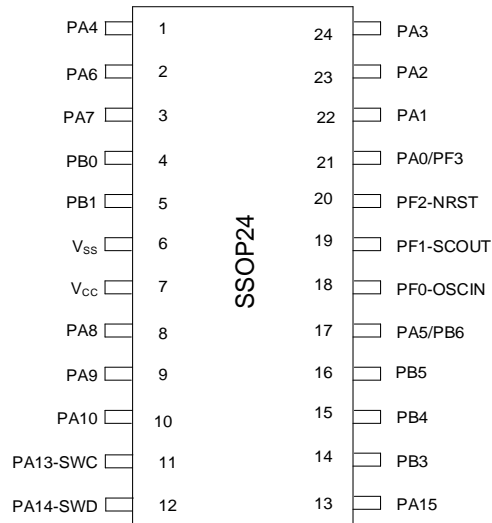 PA4 1 24 PA3
PA6 2 23 PA2
PA7 3 22 PA1
PB0 4 21 PA0/PF3
PB1 5 20 PF2-NRST
VSS 6 19 PF1-SCOUT
VCC 7 18 PF0-OSCIN
PA8 8 17 PA5/PB6
PA9 9 16 PB5
PA10 10 15 PB4
PA13-SWC 11 14 PB3
PA14-SWD 12 13 PA15
SSOP24